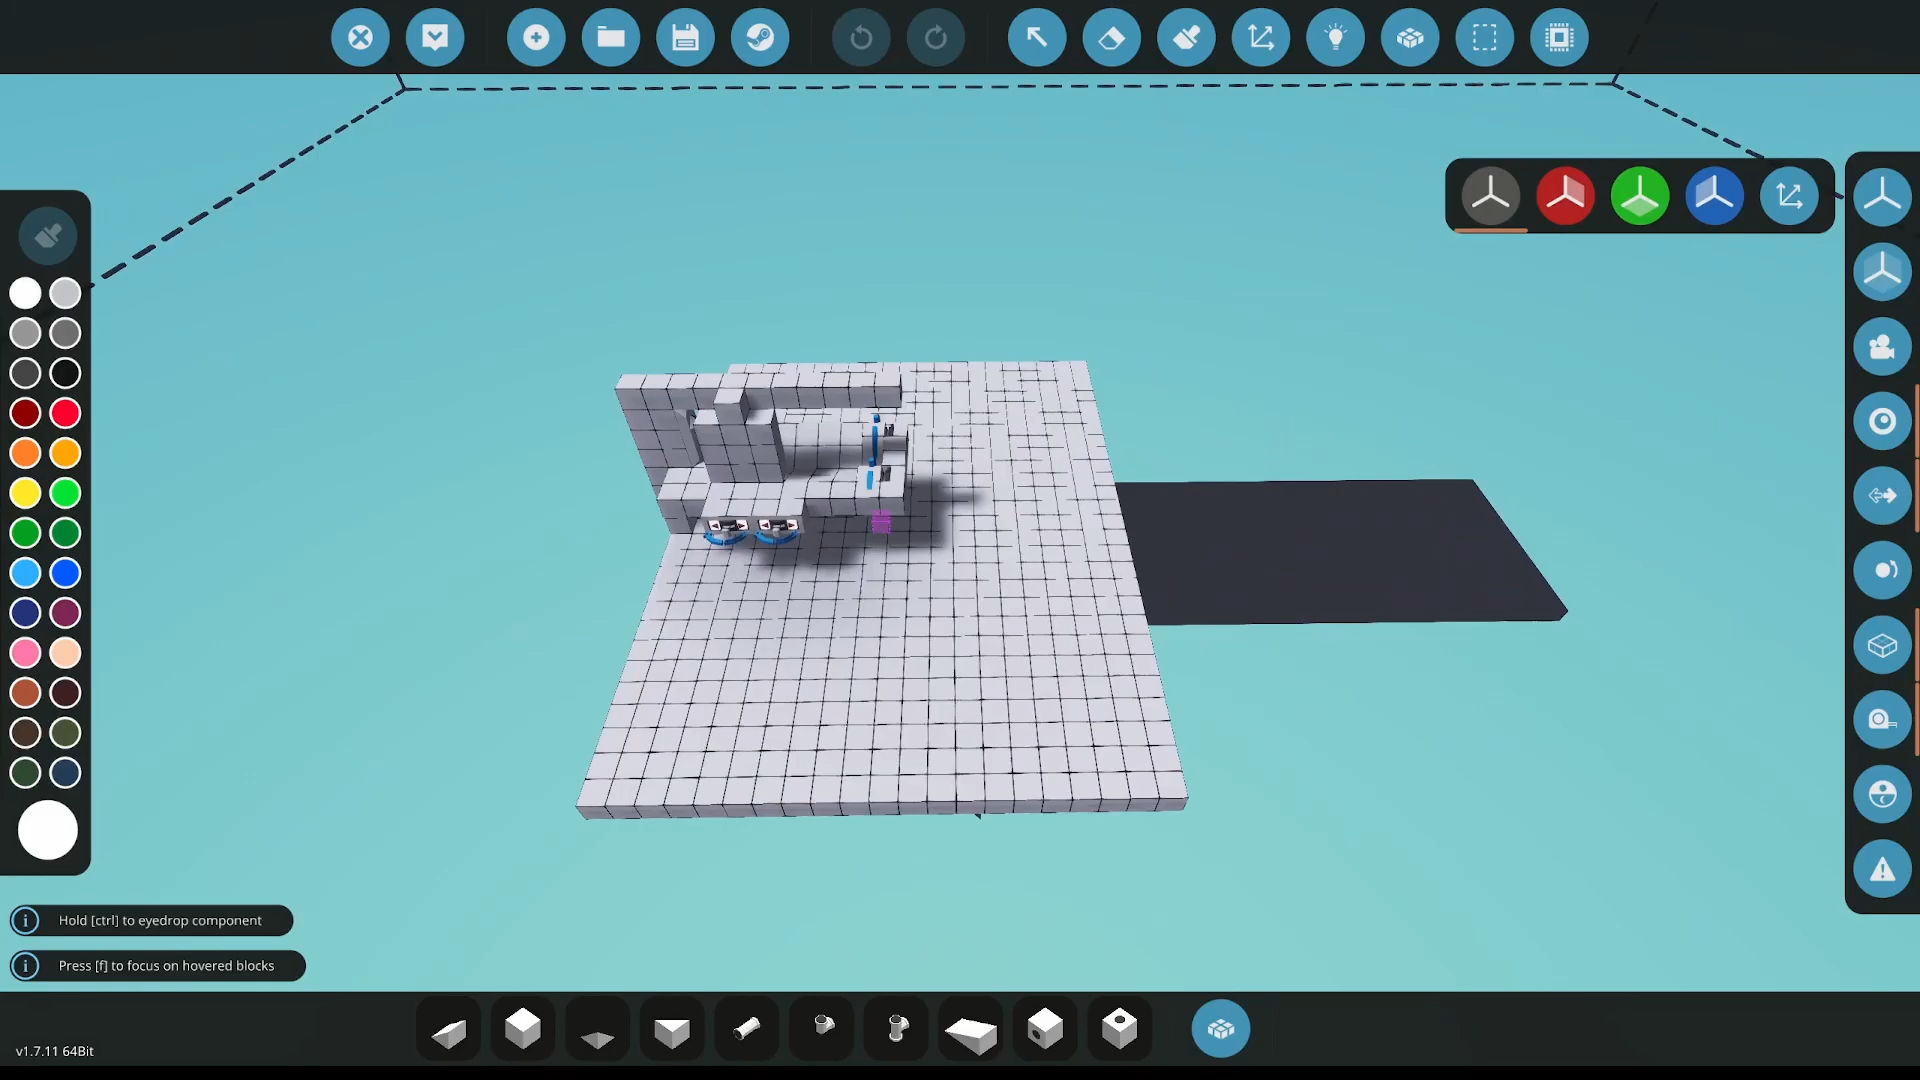 Hold [ctrl] to eyedrop component
Press [f] to focus on hovered blocks
v1.7.11 64Bit